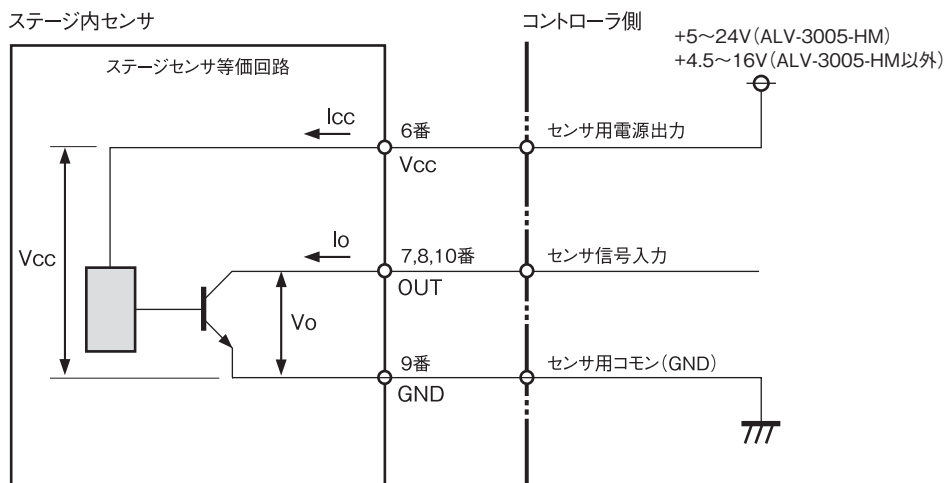 ステージ内センサ
コントローラ側
+5～24V（ALV-3005-HM）
+4.5～16V（ALV-3005-HM以外）
ステージセンサ等価回路
Icc
6番
センサ用電源出力
Vcc
Vcc
Io
7,8,10番
センサ信号入力
OUT
Vo
9番
センサ用コモン（GND）
GND